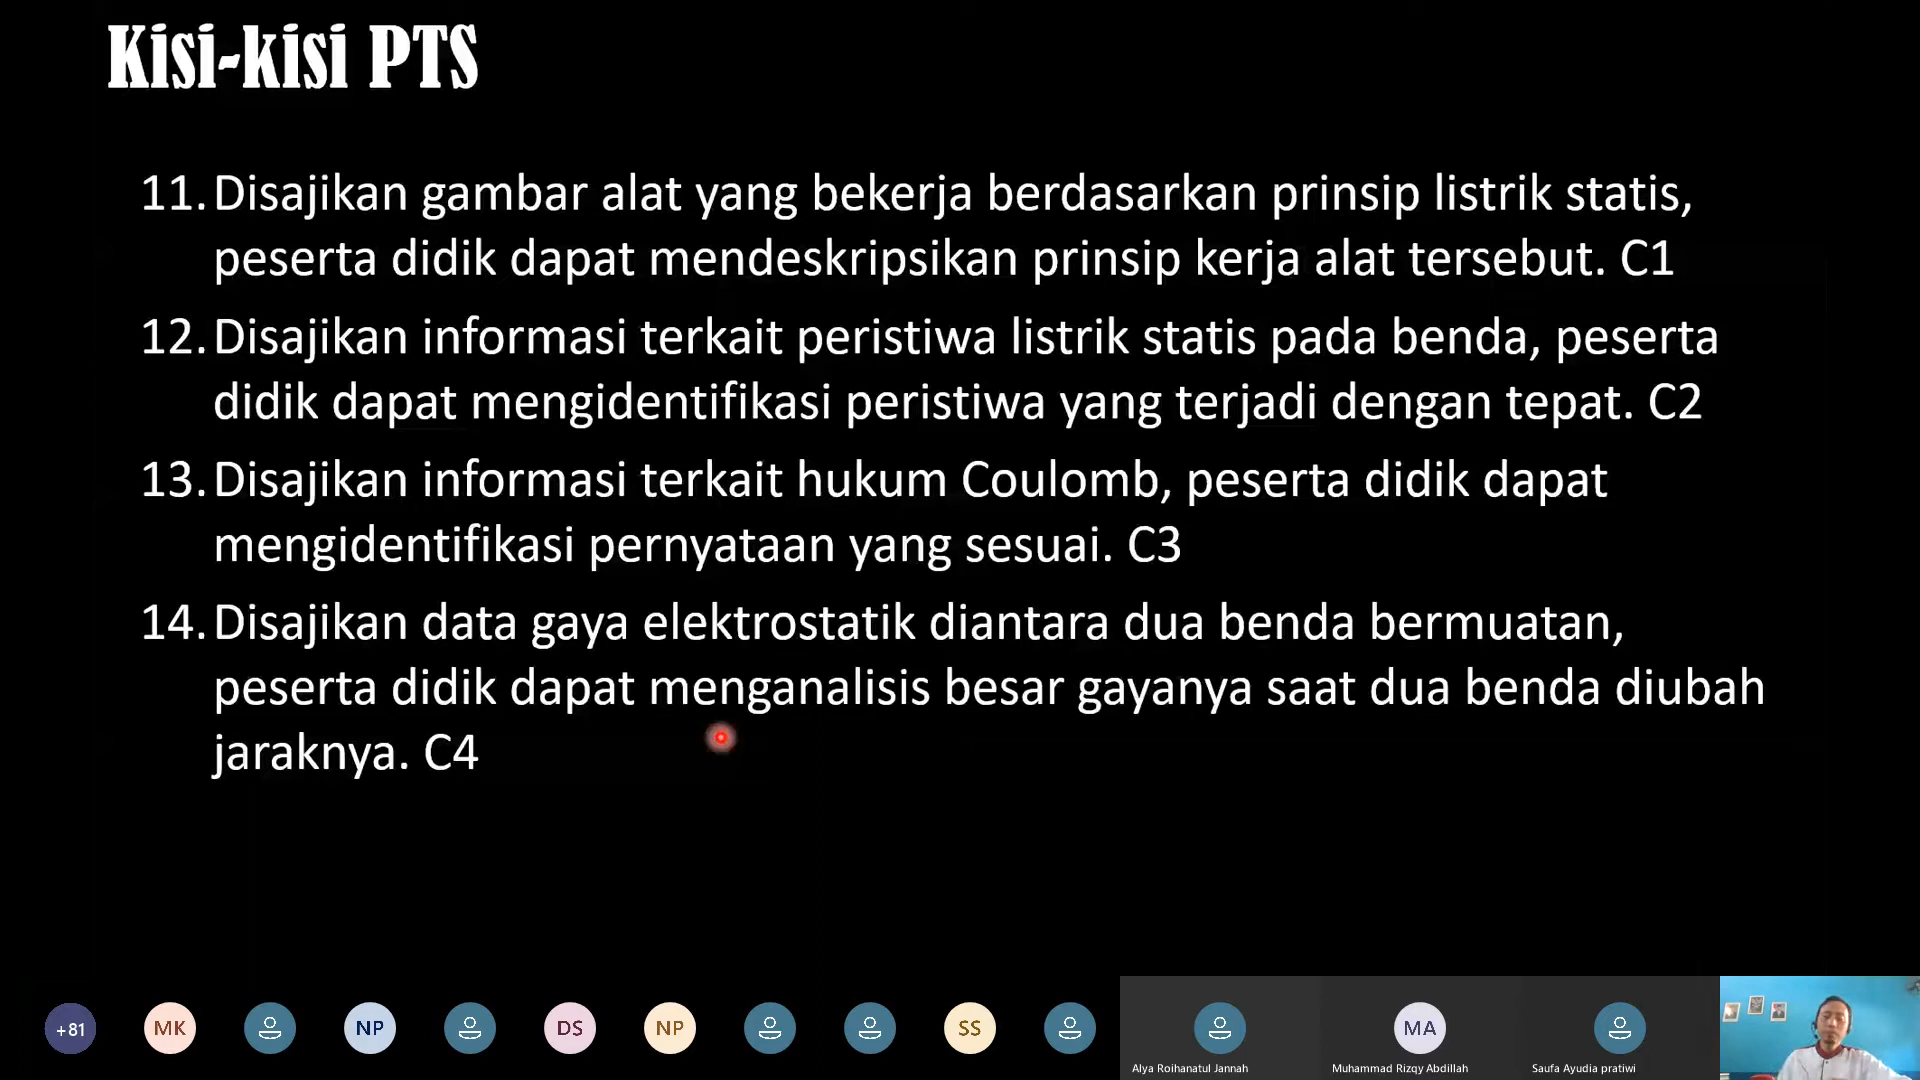 Kisi-kisi PTS
11. Disajikan gambar alat yang bekerja berdasarkan prinsip listrik statis,
peserta didik dapat mendeskripsikan prinsip kerja alat tersebut. C1
12. Disajikan informasi terkait peristiwa listrik statis pada benda, peserta
didik dapat mengidentifikasi peristiwa yang terjadi dengan tepat. C2
13. Disajikan informasi terkait hukum Coulomb, peserta didik dapat
mengidentifikasi pernyataan yang sesuai. C3
14. Disajikan data gaya elektrostatik diantara dua benda bermuatan,
peserta didik dapat menganalisis besar gayanya saat dua benda diubah
jaraknya. C4
+81 MK NP DS NP SS MA
Alya Roihanatul Jannah Muhammad Rizqy Abdillah Saufa Ayudia pratiwi